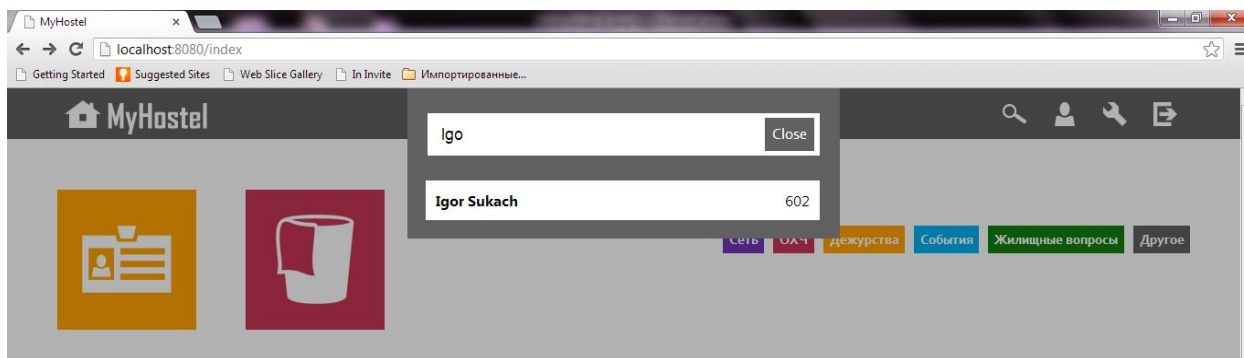 MyHostel
localhost:8080/index
Getting Started Suggested Sites Web Slice Gallery In Invite Импортированные...
MyHostel
Igo Close
Igor Sukach 602
Сеть ОХЧ Дежурства События Жилищные вопросы Другое